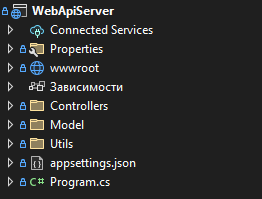 WebApiServer
Connected Services
Properties
wwwroot
Зависимости
Controllers
Model
Utils
appsettings.json
C# Program.cs